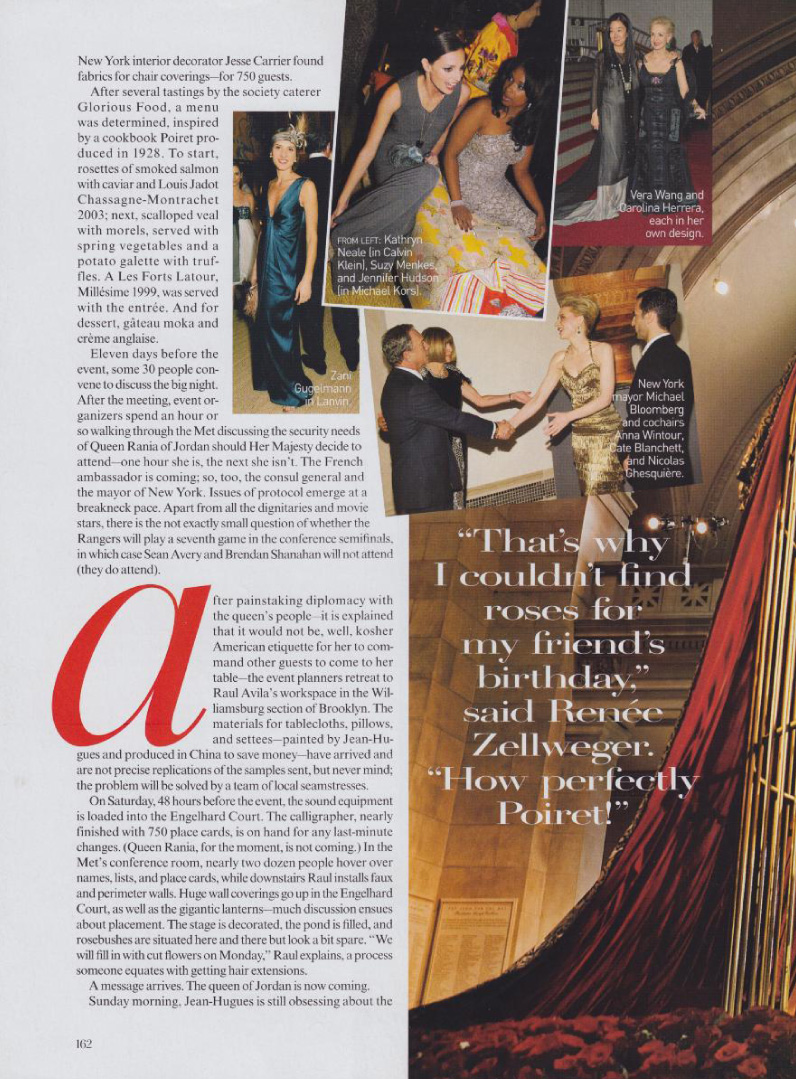 New York interior decorator Jesse Carrier found
fabrics for chair coverings—for 750 guests.
After several tastings by the society caterer
Glorious Food, a menu
was determined, inspired
by a cookbook Poiret pro-
duced in 1928. To start,
rosettes of smoked salmon
with caviar and Louis Jadot
Chassagne-Montrachet
2003; next, scalloped veal
with morels, served with
spring vegetables and a
potato galette with truf-
fles. A Les Forts Latour,
Millésime 1999, was served
with the entrée. And for
dessert, gâteau moka and
crème anglaise.
Eleven days before the
event, some 30 people con-
vene to discuss the big night.
After the meeting, event or-
ganizers spend an hour or
so walking through the Met discussing the security needs
of Queen Rania of Jordan should Her Majesty decide to
attend—one hour she is, the next she isn't. The French
ambassador is coming; so, too, the consul general and
the mayor of New York. Issues of protocol emerge at a
breakneck pace. Apart from all the dignitaries and movie
stars, there is the not exactly small question of whether the
Rangers will play a seventh game in the conference semifinals,
in which case Sean Avery and Brendan Shanahan will not attend
(they do attend).
after painstaking diplomacy with
the queen's people—it is explained
that it would not be, well, kosher
American etiquette for her to com-
mand other guests to come to her
table—the event planners retreat to
Raul Avila's workspace in the Wil-
liamsburg section of Brooklyn. The
materials for tablecloths, pillows,
and settees—painted by Jean-Hu-
gues and produced in China to save money—have arrived and
are not precise replications of the samples sent, but never mind;
the problem will be solved by a team of local seamstresses.
On Saturday, 48 hours before the event, the sound equipment
is loaded into the Engelhard Court. The calligrapher, nearly
finished with 750 place cards, is on hand for any last-minute
changes. (Queen Rania, for the moment, is not coming.) In the
Met's conference room, nearly two dozen people hover over
names, lists, and place cards, while downstairs Raul installs faux
and perimeter walls. Huge wall coverings go up in the Engelhard
Court, as well as the gigantic lanterns—much discussion ensues
about placement. The stage is decorated, the pond is filled, and
rosebushes are situated here and there but look a bit spare. "We
will fill in with cut flowers on Monday," Raul explains, a process
someone equates with getting hair extensions.
A message arrives. The queen of Jordan is now coming.
Sunday morning, Jean-Hugues is still obsessing about the
162
Zani
Gugelmann
in Lanvin.
FROM LEFT: Kathryn
Neale (in Calvin
Klein), Suzy Menkes,
and Jennifer Hudson
(in Michael Kors).
Vera Wang and
Carolina Herrera,
each in her
own design.
New York
mayor Michael
Bloomberg
and cochairs
Anna Wintour,
Cate Blanchett,
and Nicolas
Ghesquière.
"That's why
I couldn't find
roses for
my friend's
birthday,"
said Renée
Zellweger.
"How perfectly
Poiret!"